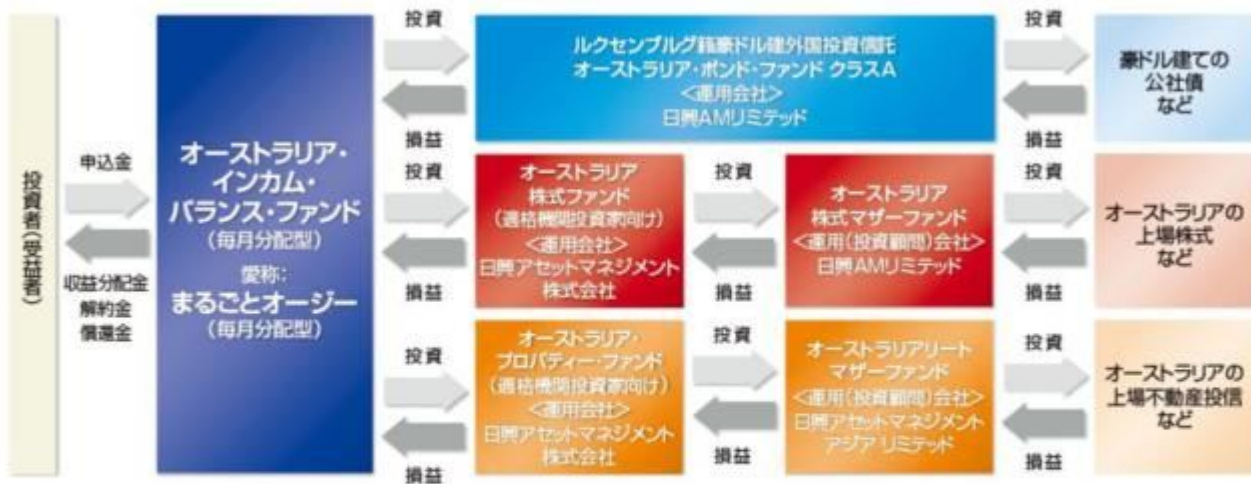 投資者(受益者)
申込金
収益分配金
解約金
償還金
オーストラリア・
インカム・
バランス・ファンド
(毎月分配型)
愛称:
まるごとオージー
(毎月分配型)
投資
損益
ルクセンブルグ籍豪ドル建外国投資信託
オーストラリア・ボンド・ファンド クラスA
<運用会社>
日興AMリミテッド
投資
損益
豪ドル建ての
公社債
など
投資
損益
オーストラリア
株式ファンド
(適格機関投資家向け)
<運用会社>
日興アセットマネジメント
株式会社
投資
損益
オーストラリア
株式マザーファンド
<運用(投資顧問)会社>
日興AMリミテッド
投資
損益
オーストラリアの
上場株式
など
投資
損益
オーストラリア・
プロパティー・ファンド
(適格機関投資家向け)
<運用会社>
日興アセットマネジメント
株式会社
投資
損益
オーストラリアリート
マザーファンド
<運用(投資顧問)会社>
日興アセットマネジメント
アジア リミテッド
投資
損益
オーストラリアの
上場不動産投信
など